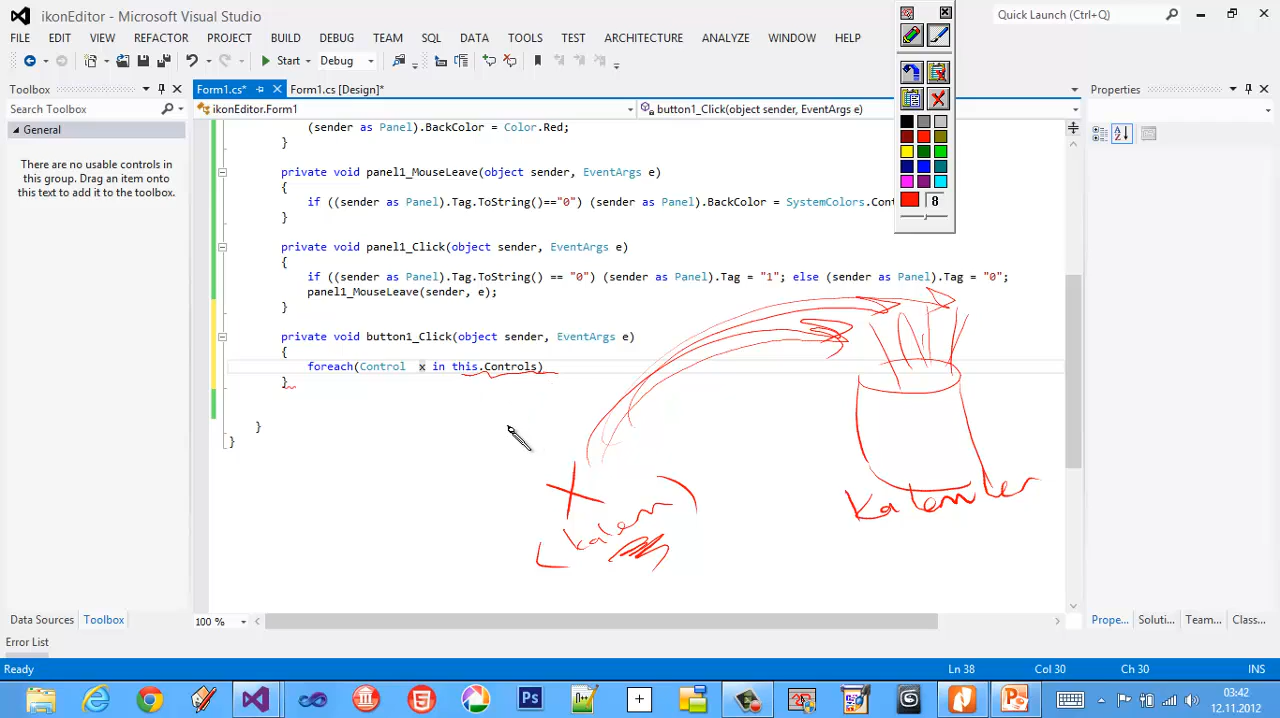 ikonEditor - Microsoft Visual Studio
Quick Launch (Ctrl+Q)
FILE EDIT VIEW REFACTOR PROJECT BUILD DEBUG TEAM SQL DATA TOOLS TEST ARCHITECTURE ANALYZE WINDOW HELP
Start Debug
Toolbox
Form1.cs* Form1.cs [Design]*
Properties
Search Toolbox
ikonEditor.Form1
button1_Click(object sender, EventArgs e)
General
There are no usable controls in
this group. Drag an item onto
this text to add it to the toolbox.
(sender as Panel).BackColor = Color.Red;
}
private void panel1_MouseLeave(object sender, EventArgs e)
{
if ((sender as Panel).Tag.ToString()=="0") (sender as Panel).BackColor = SystemColors.Cont
}
private void panel1_Click(object sender, EventArgs e)
{
if ((sender as Panel).Tag.ToString() == "0") (sender as Panel).Tag = "1"; else (sender as Panel).Tag = "0";
panel1_MouseLeave(sender, e);
}
private void button1_Click(object sender, EventArgs e)
{
foreach(Control x in this.Controls)
}
}
}
8
x
kalem
kalemler
100 %
Data Sources Toolbox
Prope... Soluti... Team... Class...
Error List
Ready
Ln 38 Col 30 Ch 30 INS
03:42
12.11.2012